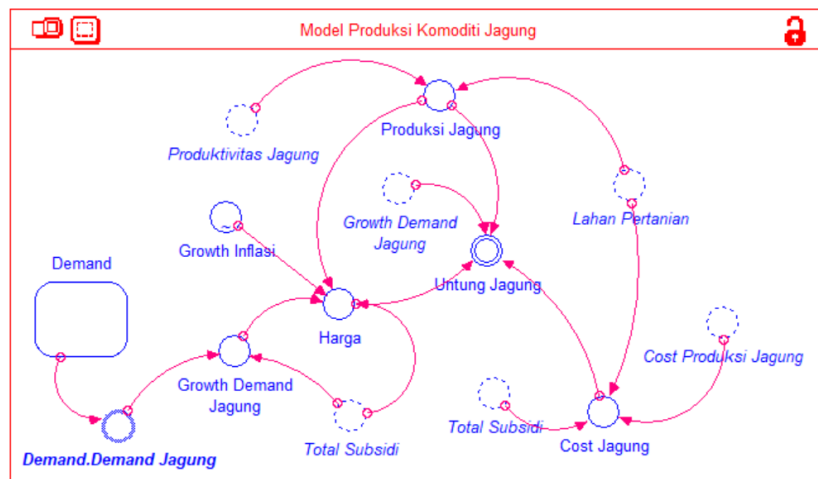 Model Produksi Komoditi Jagung
Produksi Jagung
Produktivitas Jagung
Growth Demand
Jagung
Lahan Pertanian
Growth Inflasi
Demand
Untung Jagung
Harga
Cost Produksi Jagung
Growth Demand
Jagung
Total Subsidi
Total Subsidi
Cost Jagung
Demand.Demand Jagung